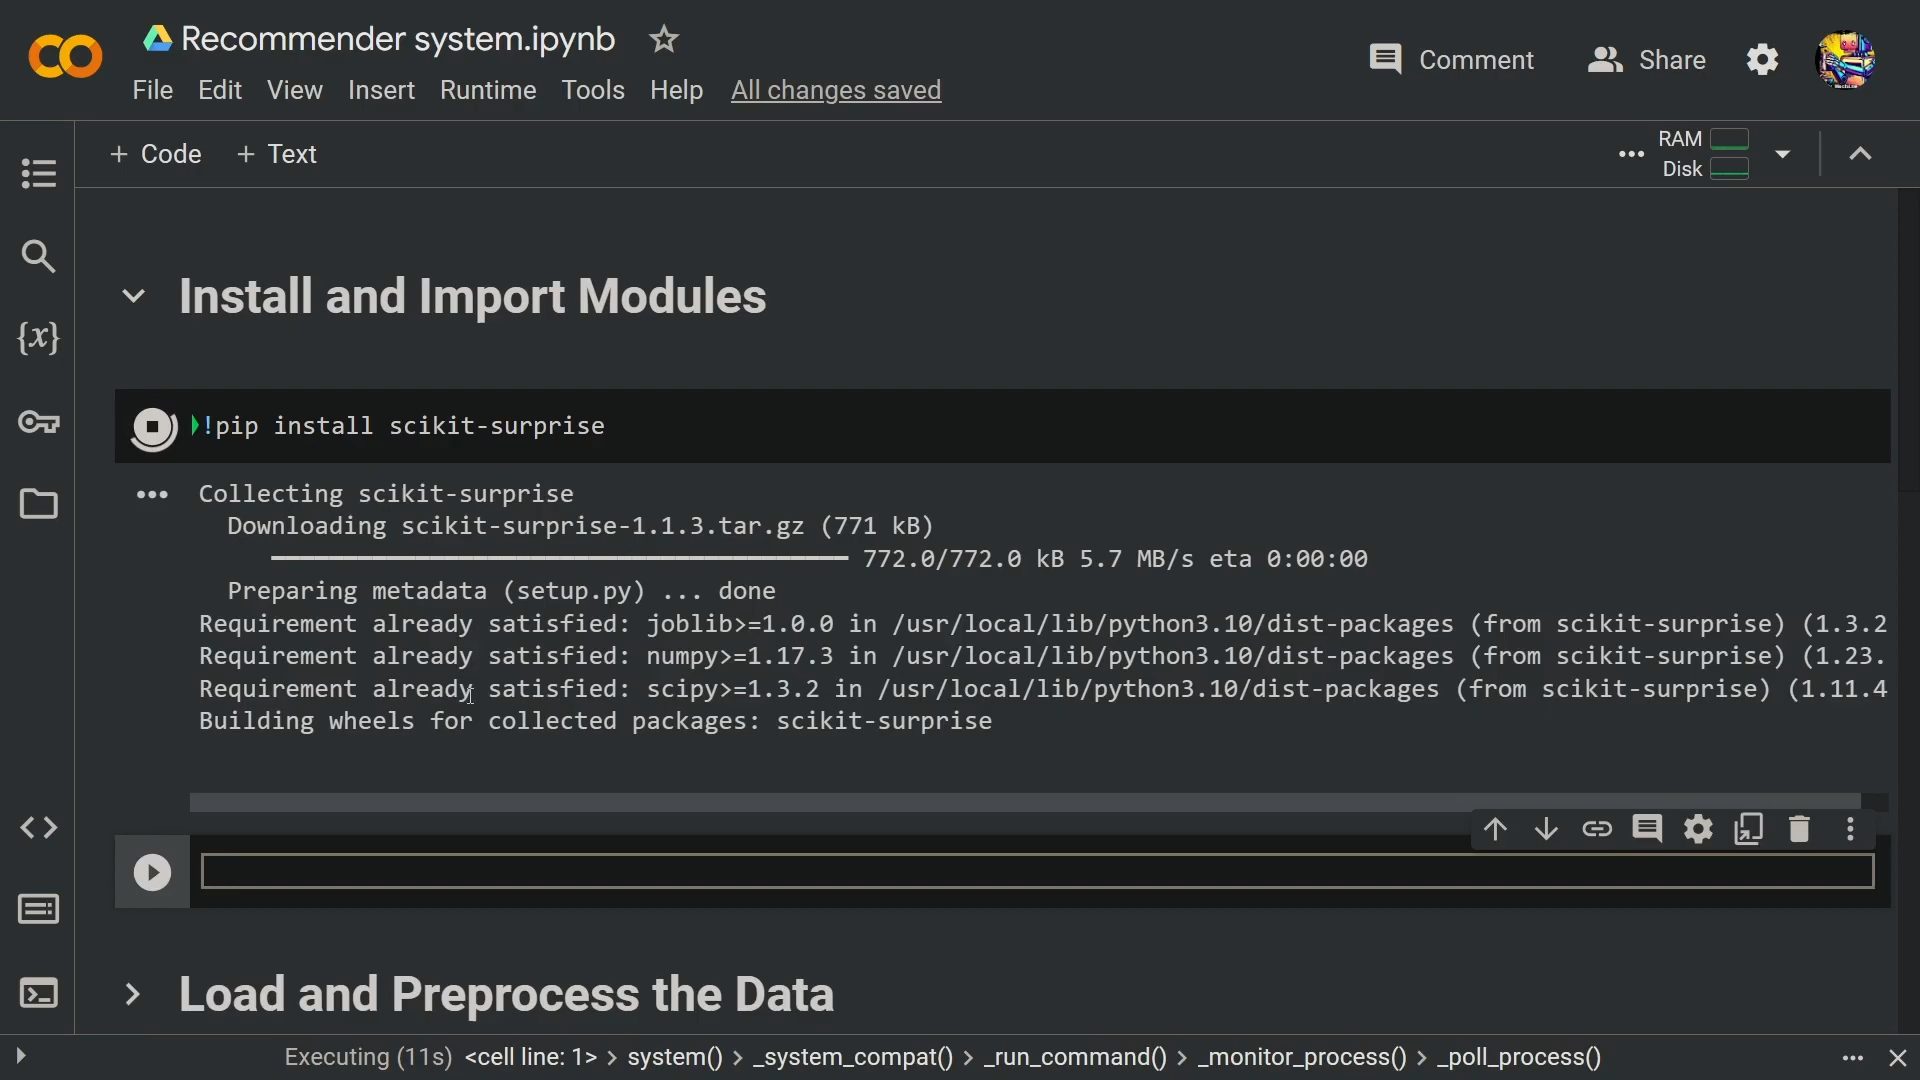 Recommender system.ipynb
Comment
Share
File Edit View Insert Runtime Tools Help All changes saved
+ Code + Text
RAM
Disk
{x}
Install and Import Modules
!pip install scikit-surprise
Collecting scikit-surprise
Downloading scikit-surprise-1.1.3.tar.gz (771 kB)
772.0/772.0 kB 5.7 MB/s eta 0:00:00
Preparing metadata (setup.py) ... done
Requirement already satisfied: joblib>=1.0.0 in /usr/local/lib/python3.10/dist-packages (from scikit-surprise) (1.3.2
Requirement already satisfied: numpy>=1.17.3 in /usr/local/lib/python3.10/dist-packages (from scikit-surprise) (1.23.
Requirement already satisfied: scipy>=1.3.2 in /usr/local/lib/python3.10/dist-packages (from scikit-surprise) (1.11.4
Building wheels for collected packages: scikit-surprise
Load and Preprocess the Data
Executing (11s) <cell line: 1> > system() > _system_compat() > _run_command() > _monitor_process() > _poll_process()